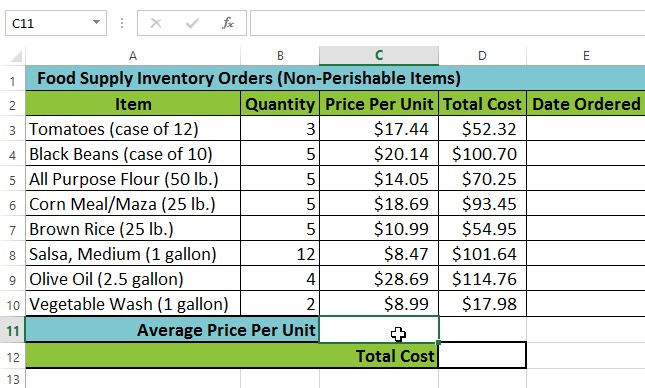 C11 fx
A B C D E
1 Food Supply Inventory Orders (Non-Perishable Items)
2 Item Quantity Price Per Unit Total Cost Date Ordered
3 Tomatoes (case of 12) 3 $17.44 $52.32
4 Black Beans (case of 10) 5 $20.14 $100.70
5 All Purpose Flour (50 lb.) 5 $14.05 $70.25
6 Corn Meal/Maza (25 lb.) 5 $18.69 $93.45
7 Brown Rice (25 lb.) 5 $10.99 $54.95
8 Salsa, Medium (1 gallon) 12 $8.47 $101.64
9 Olive Oil (2.5 gallon) 4 $28.69 $114.76
10 Vegetable Wash (1 gallon) 2 $8.99 $17.98
11 Average Price Per Unit
12 Total Cost
13